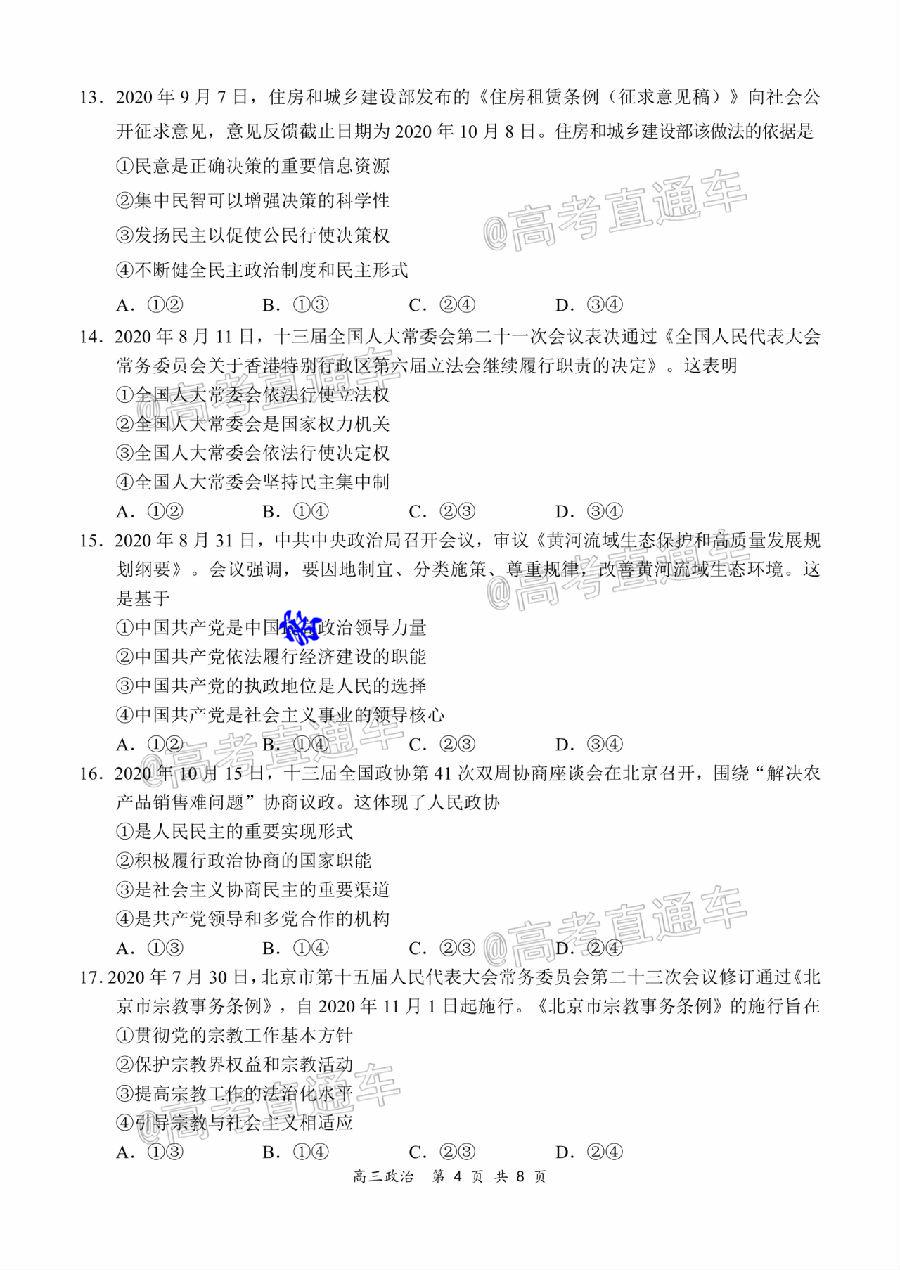 13．2020 年 9 月 7 日，住房和城乡建设部发布的《住房租赁条例（征求意见稿）》向社会公
开征求意见，意见反馈截止日期为 2020 年 10 月 8 日。住房和城乡建设部该做法的依据是
①民意是正确决策的重要信息资源
②集中民智可以增强决策的科学性
③发扬民主以促使公民行使决策权
④不断健全民主政治制度和民主形式
A．①② B．①③ C．②④ D．③④
14．2020 年 8 月 11 日，十三届全国人大常委会第二十一次会议表决通过《全国人民代表大会
常务委员会关于香港特别行政区第六届立法会继续履行职责的决定》。这表明
①全国人大常委会依法行使立法权
②全国人大常委会是国家权力机关
③全国人大常委会依法行使决定权
④全国人大常委会坚持民主集中制
A．①② B．①④ C．②③ D．③④
15．2020 年 8 月 31 日，中共中央政治局召开会议，审议《黄河流域生态保护和高质量发展规
划纲要》。会议强调，要因地制宜、分类施策、尊重规律，改善黄河流域生态环境。这
是基于
①中国共产党是中国政治领导力量
②中国共产党依法履行经济建设的职能
③中国共产党的执政地位是人民的选择
④中国共产党是社会主义事业的领导核心
A．①② B．①④ C．②③ D．③④
16．2020 年 10 月 15 日，十三届全国政协第 41 次双周协商座谈会在北京召开，围绕“解决农
产品销售难问题”协商议政。这体现了人民政协
①是人民民主的重要实现形式
②积极履行政治协商的国家职能
③是社会主义协商民主的重要渠道
④是共产党领导和多党合作的机构
A．①③ B．①④ C．②③ D．②④
17. 2020 年 7 月 30 日，北京市第十五届人民代表大会常务委员会第二十三次会议修订通过《北
京市宗教事务条例》，自 2020 年 11 月 1 日起施行。《北京市宗教事务条例》的施行旨在
①贯彻党的宗教工作基本方针
②保护宗教界权益和宗教活动
③提高宗教工作的法治化水平
④引导宗教与社会主义相适应
A．①③ B．①④ C．②③ D．②④
高三政治 第 4 页 共 8 页
@高考直通车
@高考直通车
@高考直通车
@高考直通车
@高考直通车
@高考直通车